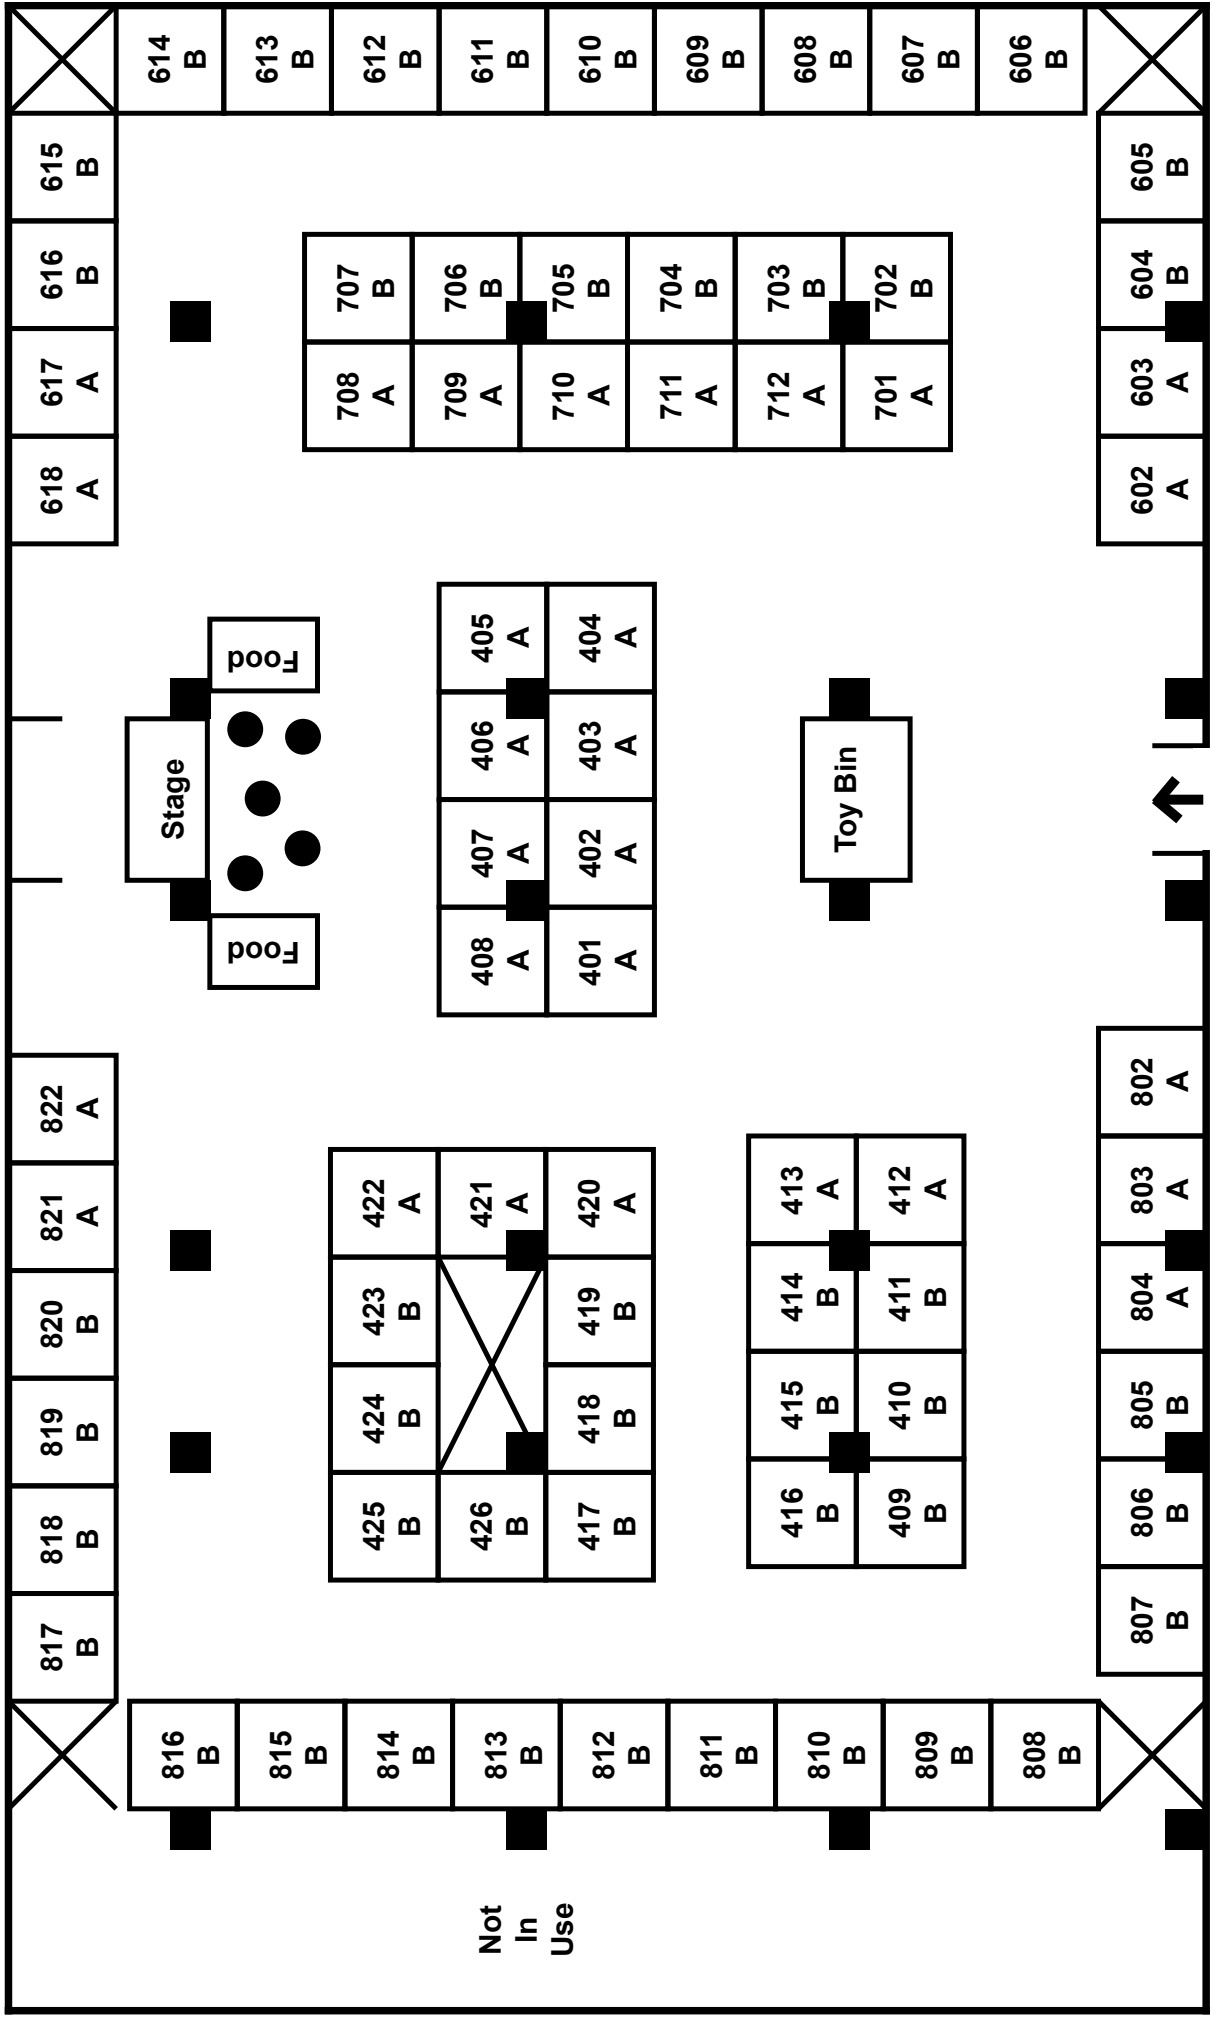 817
B
818
B
819
B
820
B
821
A
822
A
618
A
617
A
616
B
615
B
816
B
815
B
814
B
813
B
812
B
811
B
810
B
809
B
808
B
Not
In
Use
425
B
424
B
423
B
422
A
426
B
421
A
417
B
418
B
419
B
420
A
416
B
415
B
414
B
413
A
409
B
410
B
411
B
412
A
Stage
Food
Food
408
A
407
A
406
A
405
A
401
A
402
A
403
A
404
A
Toy Bin
708
A
707
B
709
A
706
B
710
A
705
B
711
A
704
B
712
A
703
B
701
A
702
B
614
B
613
B
612
B
611
B
610
B
609
B
608
B
607
B
606
B
807
B
806
B
805
B
804
A
803
A
802
A
602
A
603
A
604
B
605
B